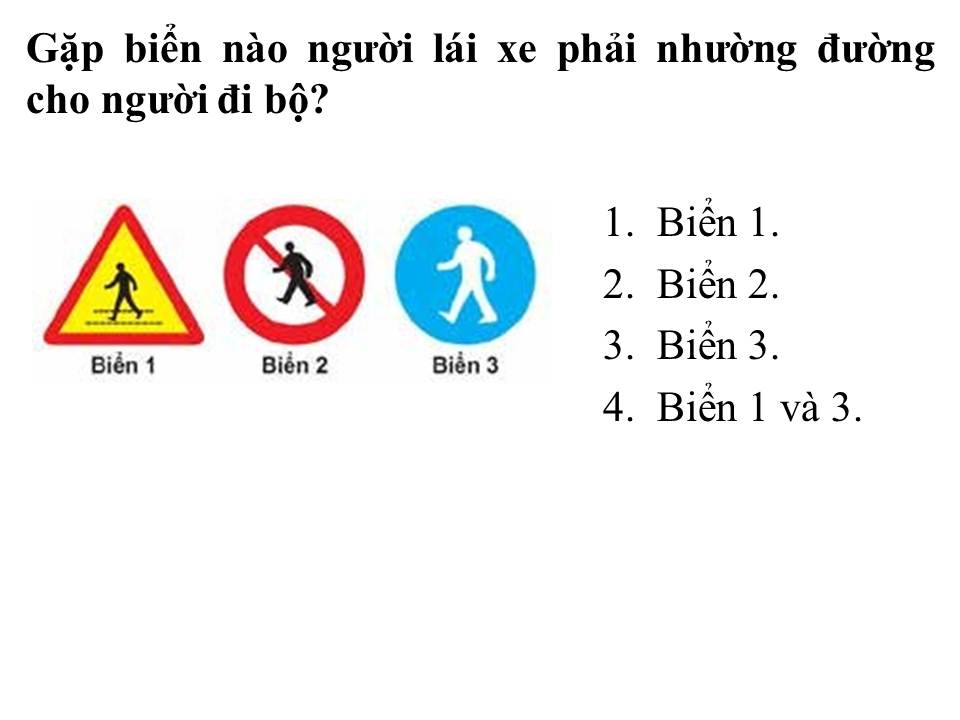 Gặp biển nào người lái xe phải nhường đường
cho người đi bộ?
Biển 1
Biển 2
Biển 3
1. Biển 1.
2. Biển 2.
3. Biển 3.
4. Biển 1 và 3.